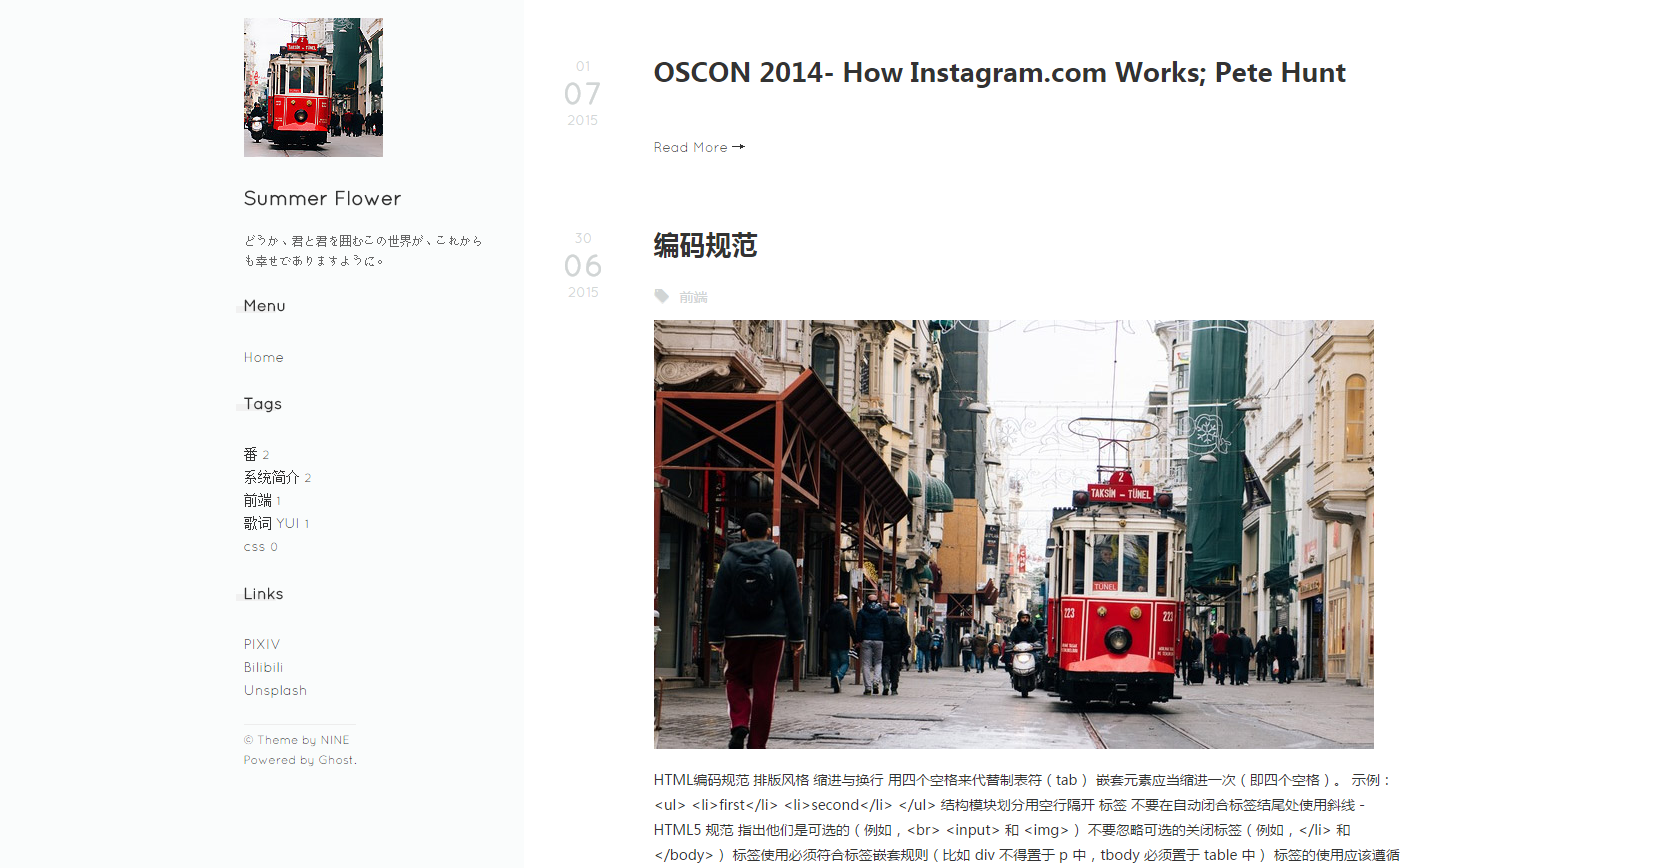 Summer Flower
どうか、君と君を囲むこの世界が、これから
も幸せでありますように。
Menu
Home
Tags
番 2
系统简介 2
前端 1
歌词 YUI 1
css 0
Links
PIXIV
Bilibili
Unsplash
© Theme by NINE
Powered by Ghost.
01
07
2015
OSCON 2014- How Instagram.com Works; Pete Hunt
Read More →
30
06
2015
编码规范
前端
2
TAKSİM - TÜNEL
TÜNEL
223
223
HTML编码规范 排版风格 缩进与换行 用四个空格来代替制表符（tab） 嵌套元素应当缩进一次（即四个空格）。 示例：
<ul> <li>first</li> <li>second</li> </ul> 结构模块划分用空行隔开 标签 不要在自动闭合标签结尾处使用斜线 -
HTML5 规范 指出他们是可选的（例如，<br> <input> 和 <img>） 不要忽略可选的关闭标签（例如，</li> 和
</body>） 标签使用必须符合标签嵌套规则（比如 div 不得置于 p 中，tbody 必须置于 table 中） 标签的使用应该遵循